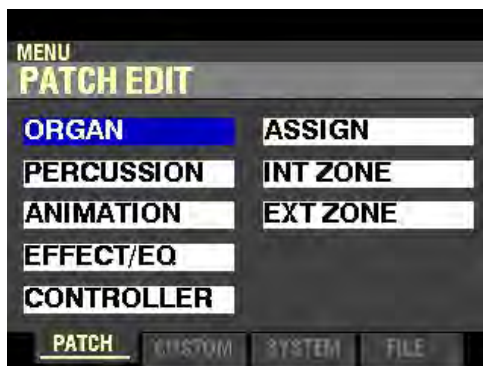 MENU
PATCH EDIT
ORGAN
PERCUSSION
ANIMATION
EFFECT/EQ
CONTROLLER
ASSIGN
INT ZONE
EXT ZONE
PATCH CUSTOM SYSTEM FILE